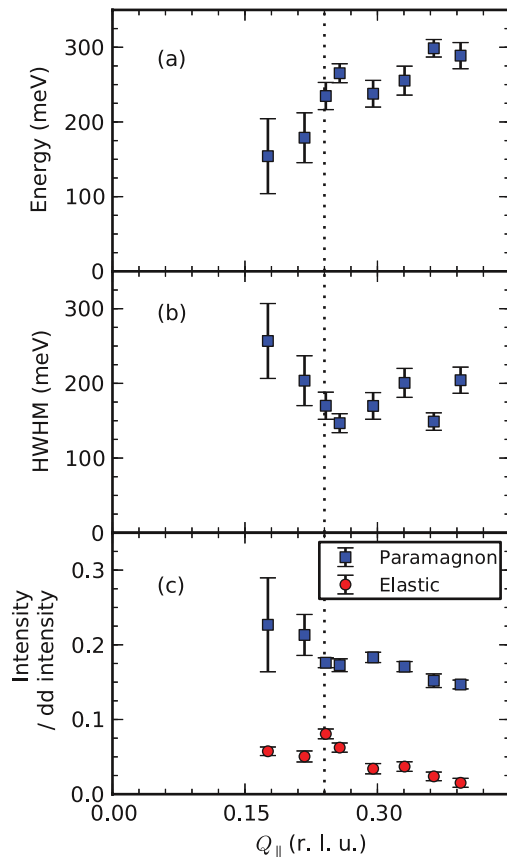 300
200
100
0
Energy (meV)
(a)
300
200
100
0
HWHM (meV)
(b)
0.3
0.2
0.1
0.0
Intensity
/ dd intensity
(c)
Paramagnon
Elastic
0.00
0.15
0.30
Q∥ (r. l. u.)